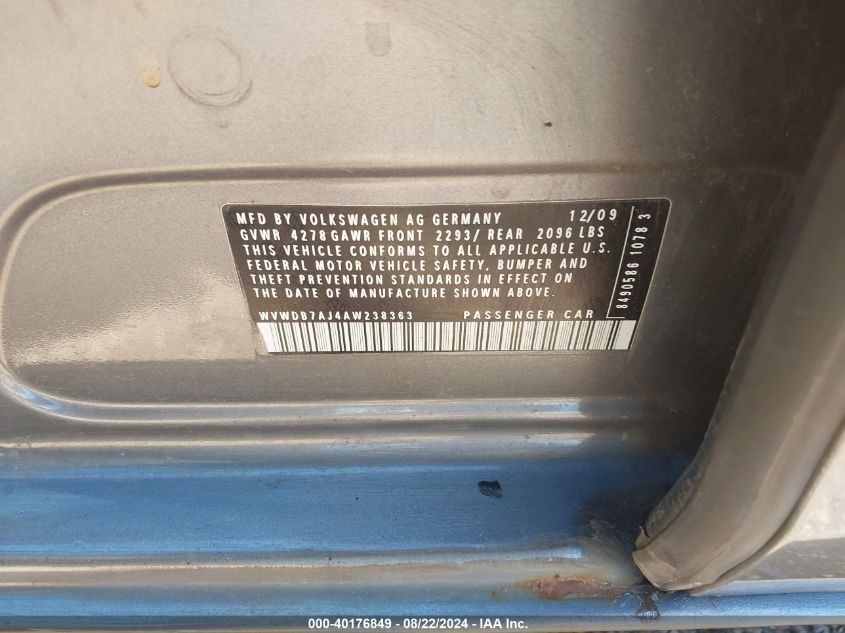 MFD BY VOLKSWAGEN AG GERMANY 12/09
GVWR 4278 GAWR FRONT 2293/ REAR 2096 LBS
THIS VEHICLE CONFORMS TO ALL APPLICABLE U.S.
FEDERAL MOTOR VEHICLE SAFETY, BUMPER AND
THEFT PREVENTION STANDARDS IN EFFECT ON
THE DATE OF MANUFACTURE SHOWN ABOVE.
WVWDB7AJ4AW238363 PASSENGER CAR
8490586 1078 3
000-40176849 - 08/22/2024 - IAA Inc.